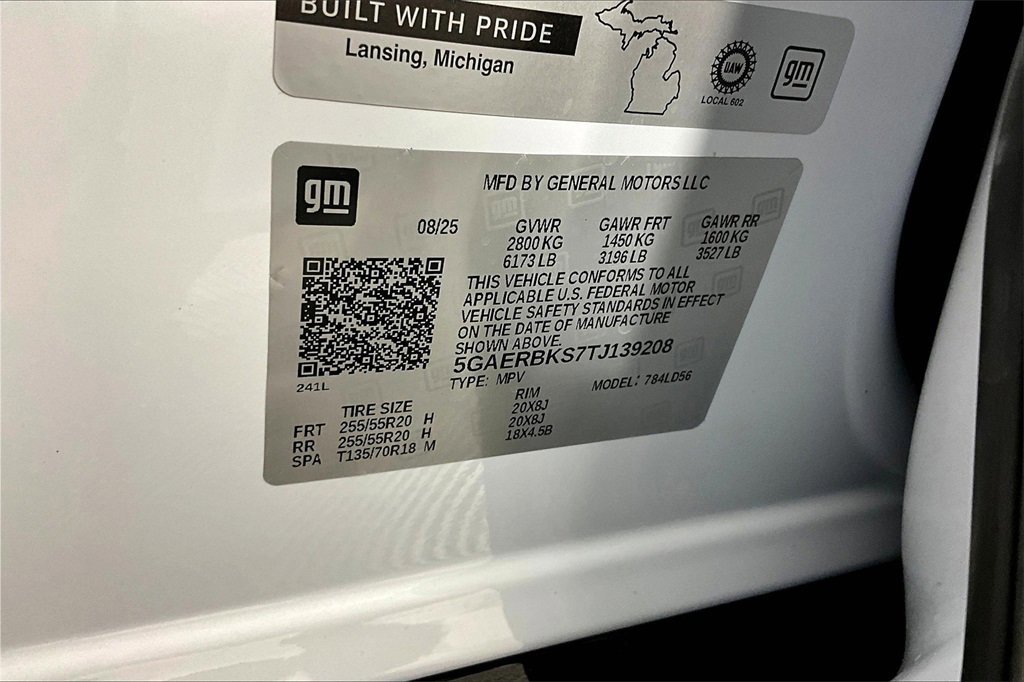 BUILT WITH PRIDE
Lansing, Michigan
UAW
LOCAL 602
gm
gm
MFD BY GENERAL MOTORS LLC
08/25
GVWR GAWR FRT GAWR RR
2800 KG 1450 KG 1600 KG
6173 LB 3196 LB 3527 LB
THIS VEHICLE CONFORMS TO ALL
APPLICABLE U.S. FEDERAL MOTOR
VEHICLE SAFETY STANDARDS IN EFFECT
ON THE DATE OF MANUFACTURE
SHOWN ABOVE.
5GAERBKS7TJ139208
TYPE: MPV MODEL: 784LD56
241L
TIRE SIZE RIM
FRT 255/55R20 H 20X8J
RR 255/55R20 H 20X8J
SPA T135/70R18 M 18X4.5B